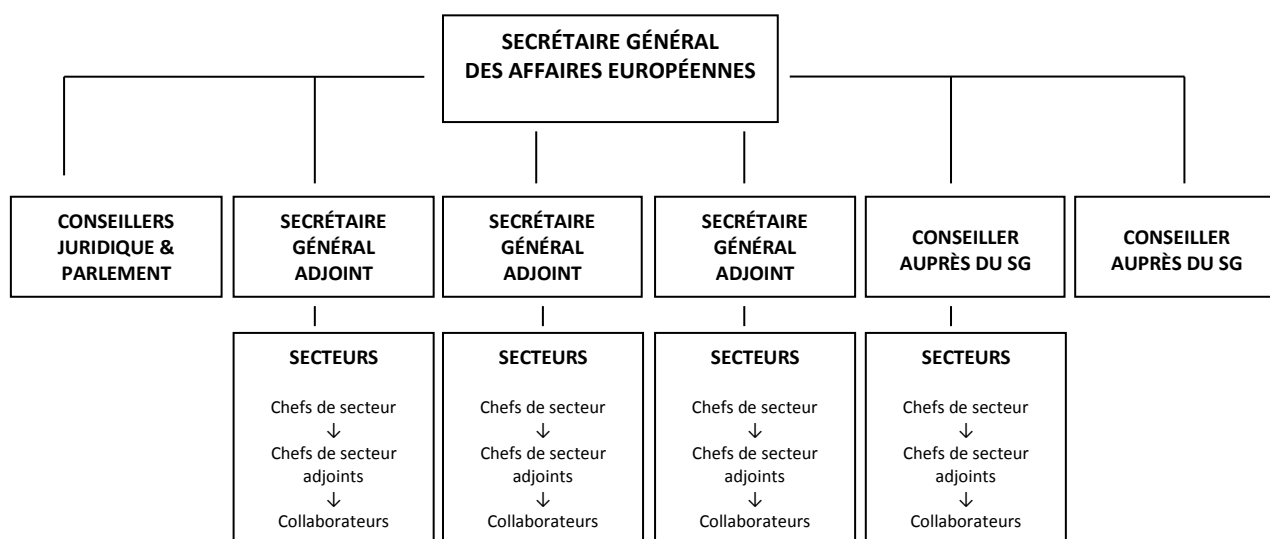 SECRÉTAIRE GÉNÉRAL
DES AFFAIRES EUROPÉENNES
CONSEILLERS
JURIDIQUE &
PARLEMENT
SECRÉTAIRE
GÉNÉRAL
ADJOINT
SECRÉTAIRE
GÉNÉRAL
ADJOINT
SECRÉTAIRE
GÉNÉRAL
ADJOINT
CONSEILLER
AUPRÈS DU SG
CONSEILLER
AUPRÈS DU SG
SECTEURS
Chefs de secteur
↓
Chefs de secteur
adjoints
↓
Collaborateurs
SECTEURS
Chefs de secteur
↓
Chefs de secteur
adjoints
↓
Collaborateurs
SECTEURS
Chefs de secteur
↓
Chefs de secteur
adjoints
↓
Collaborateurs
SECTEURS
Chefs de secteur
↓
Chefs de secteur
adjoints
↓
Collaborateurs